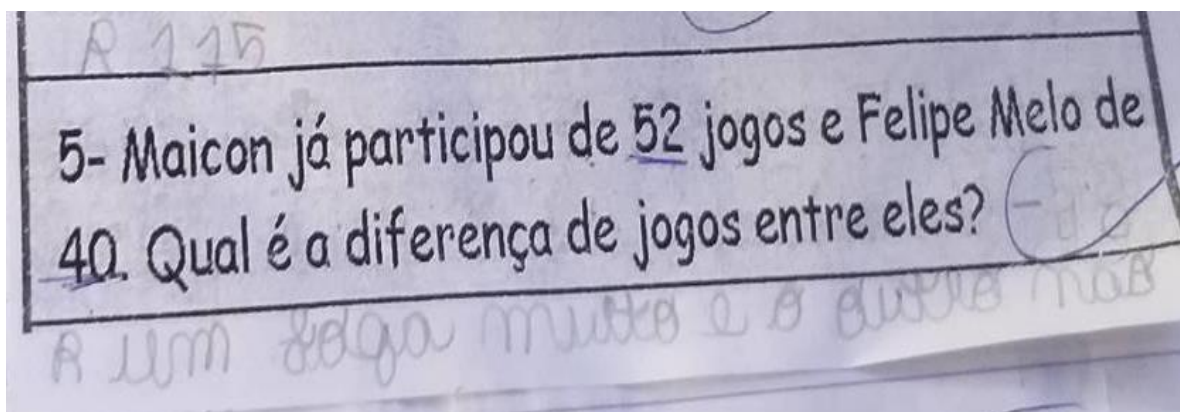 R 115
5- Maicon já participou de 52 jogos e Felipe Melo de
40. Qual é a diferença de jogos entre eles?
R um joga muito e o outro não